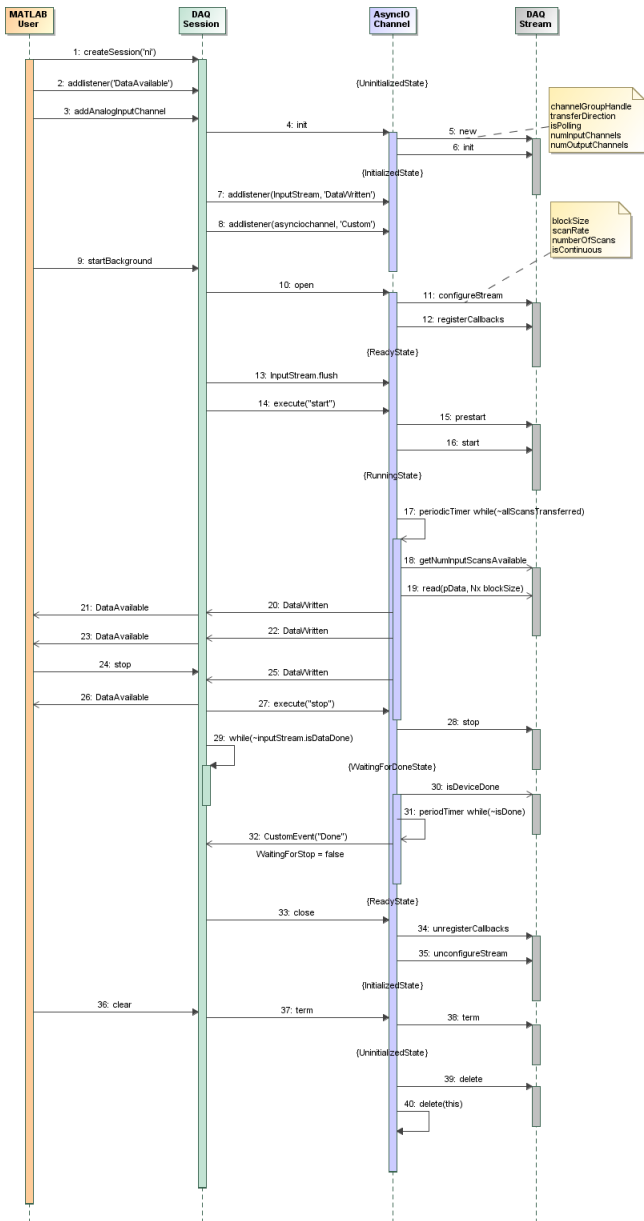 MATLAB
User
DAQ
Session
AsyncIO
Channel
DAQ
Stream
1: createSession('ni')
2: addlistener('DataAvailable')
{UninitializedState}
3: addAnalogInputChannel
channelGroupHandle
transferDirection
isPolling
numInputChannels
numOutputChannels
4: init
5: new
6: init
{InitializedState}
7: addlistener(InputStream, 'DataWritten')
8: addlistener(asynciochannel, 'Custom')
blockSize
scanRate
numberOfScans
isContinuous
9: startBackground
10: open
11: configureStream
12: registerCallbacks
{ReadyState}
13: InputStream.flush
14: execute("start")
15: prestart
16: start
{RunningState}
17: periodicTimer while(~allScansTransferred)
18: getNumInputScansAvailable
19: read(pData, Nx blockSize)
20: DataWritten
21: DataAvailable
22: DataWritten
23: DataAvailable
24: stop
25: DataWritten
26: DataAvailable
27: execute("stop")
28: stop
29: while(~inputStream.isDataDone)
{WaitingForDoneState}
30: isDeviceDone
31: periodTimer while(~isDone)
32: CustomEvent("Done")
WaitingForStop = false
{ReadyState}
33: close
34: unregisterCallbacks
35: unconfigureStream
{InitializedState}
36: clear
37: term
38: term
{UninitializedState}
39: delete
40: delete(this)